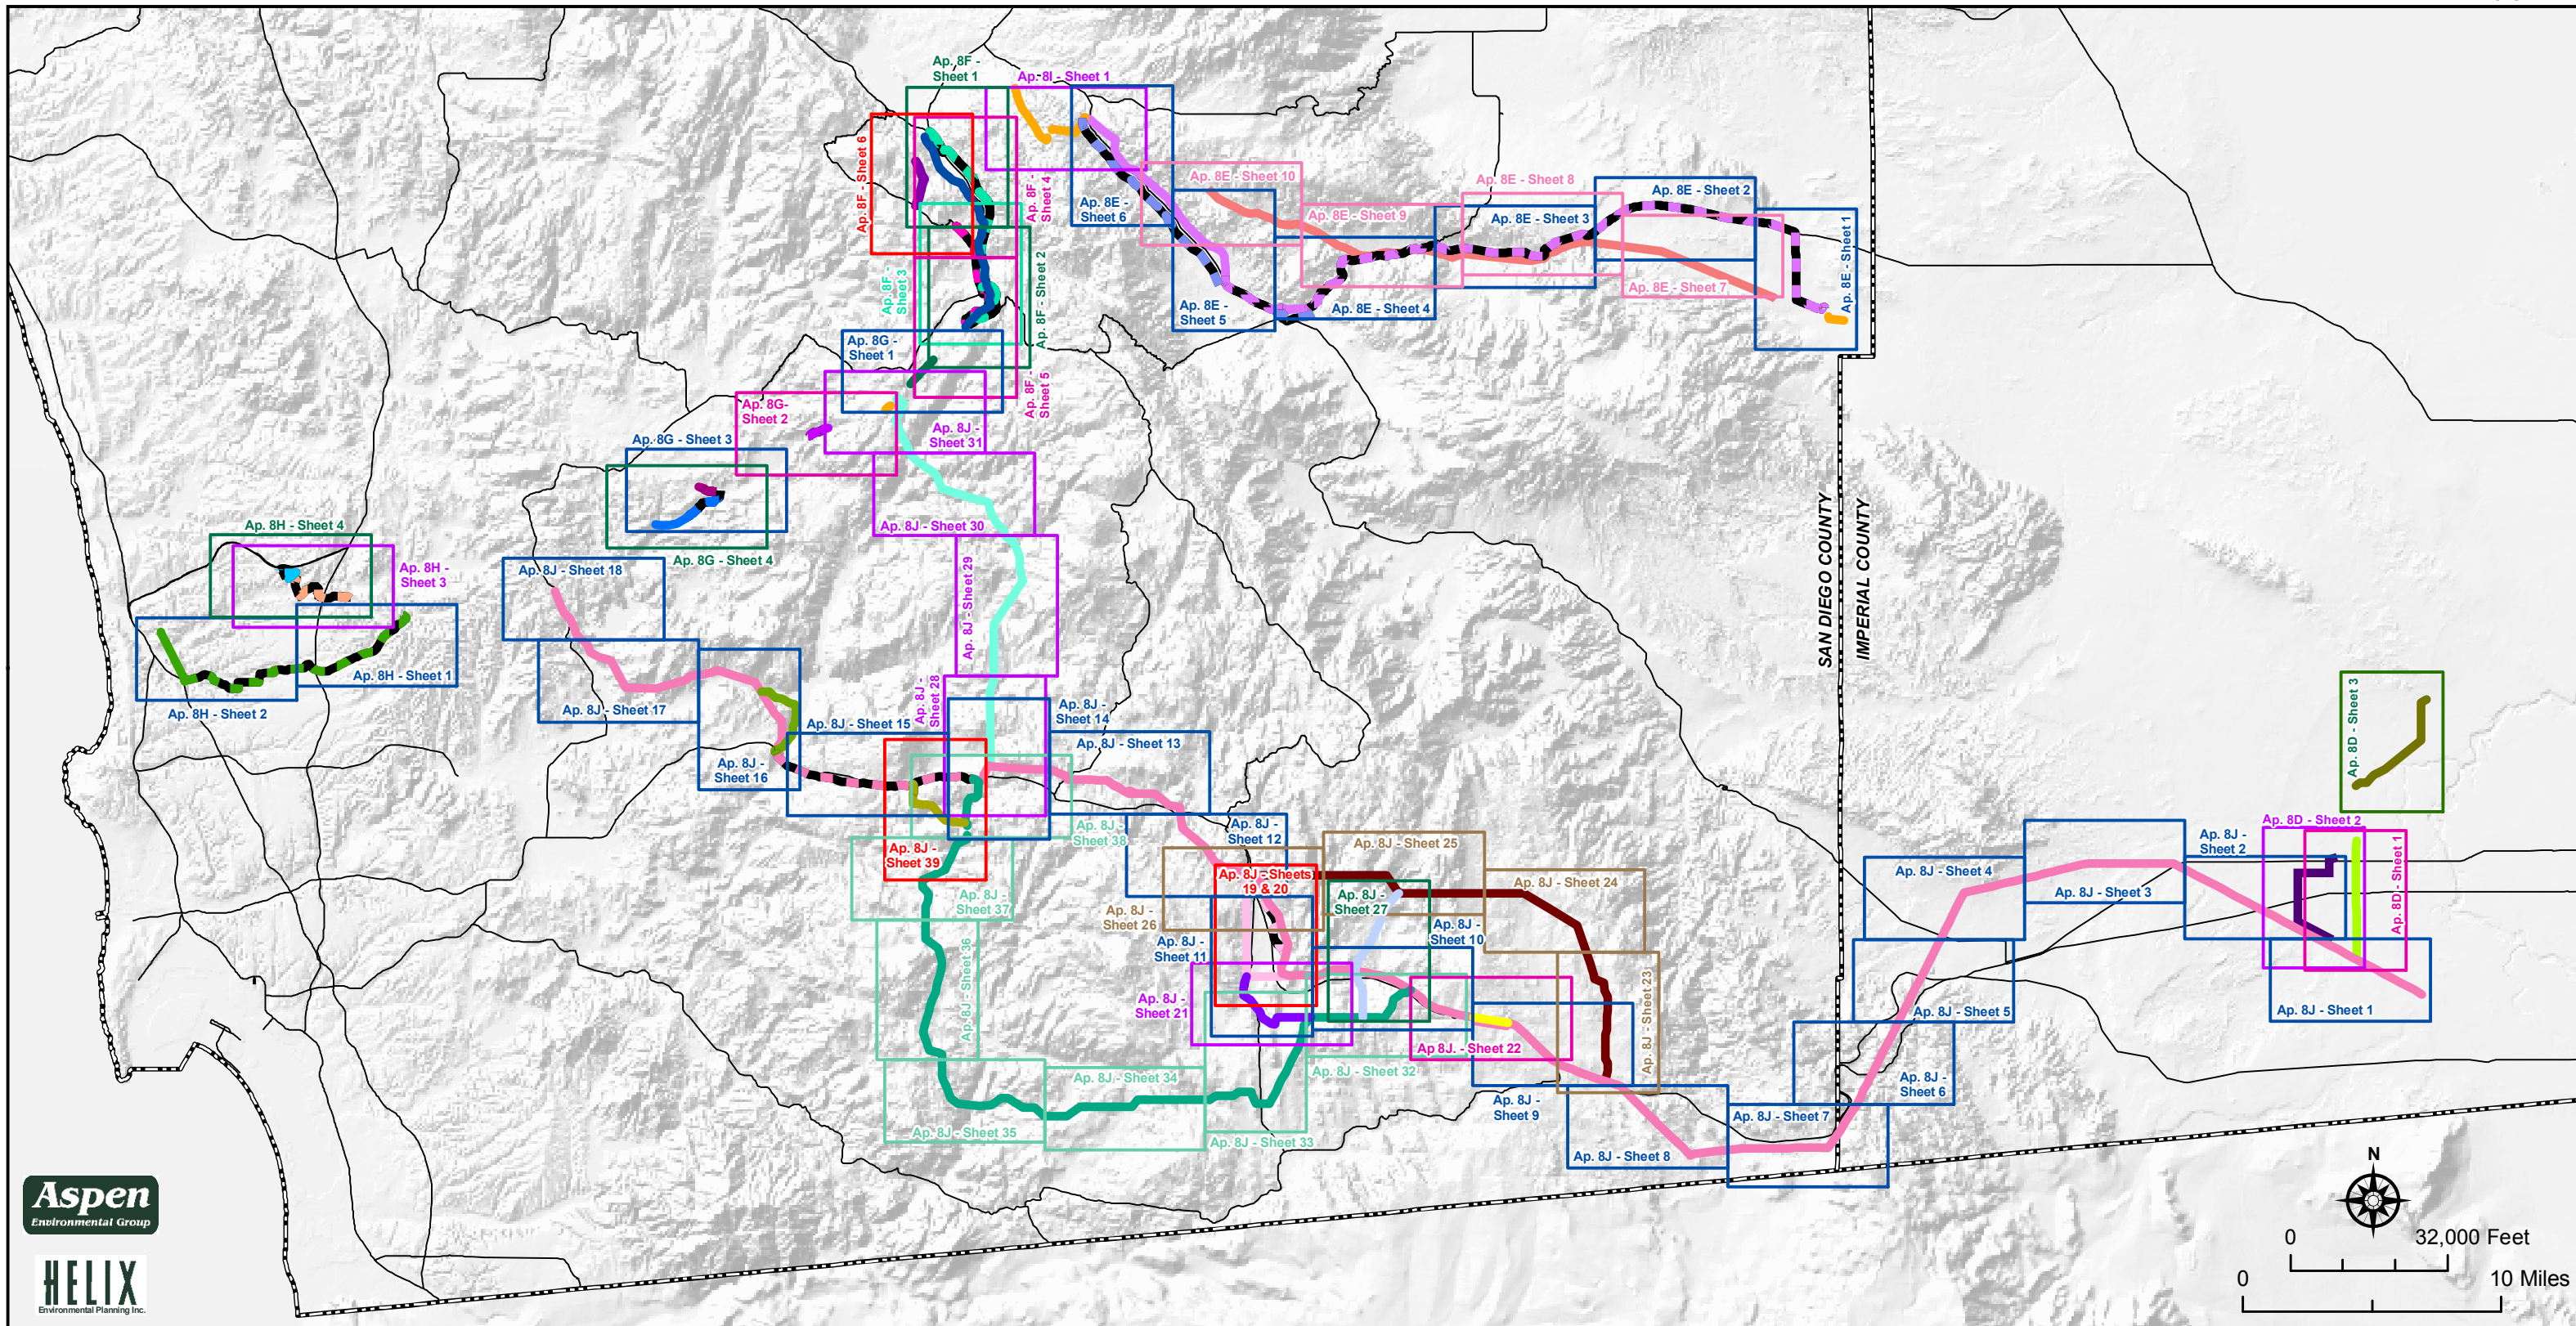 Ap. 8F -
Sheet 1
Ap. 8I - Sheet 1
Ap. 8F - Sheet 6
Ap. 8F -
Sheet 4
Ap. 8E -
Sheet 6
Ap. 8E - Sheet 10
Ap. 8E - Sheet 9
Ap. 8E - Sheet 8
Ap. 8E - Sheet 3
Ap. 8E - Sheet 2
Ap. 8E - Sheet 1
Ap. 8F -
Sheet 3
Ap. 8F - Sheet 2
Ap. 8E -
Sheet 5
Ap. 8E - Sheet 4
Ap. 8E - Sheet 7
Ap. 8G -
Sheet 1
Ap. 8F -
Sheet 5
Ap. 8G-
Sheet 2
Ap. 8J -
Sheet 31
Ap. 8G - Sheet 3
Ap. 8G - Sheet 4
Ap. 8J - Sheet 30
Ap. 8H - Sheet 4
Ap. 8H -
Sheet 3
Ap. 8J - Sheet 18
Ap. 8J - Sheet 29
SAN DIEGO COUNTY
IMPERIAL COUNTY
Ap. 8H - Sheet 1
Ap. 8H - Sheet 2
Ap. 8J - Sheet 17
Ap. 8J -
Sheet 28
Ap. 8J - Sheet 15
Ap. 8J -
Sheet 14
Ap. 8J - Sheet 13
Ap. 8J -
Sheet 16
Ap. 8D - Sheet 3
Ap. 8J -
Sheet 39
Ap. 8J -
Sheet 38
Ap. 8J -
Sheet 12
Ap. 8J - Sheet 25
Ap. 8D - Sheet 2
Ap. 8J -
Sheet 2
Ap. 8D - Sheet 1
Ap. 8J -
Sheet 37
Ap. 8J - Sheets
19 & 20
Ap. 8J -
Sheet 27
Ap. 8J - Sheet 24
Ap. 8J - Sheet 4
Ap. 8J - Sheet 3
Ap. 8J -
Sheet 26
Ap. 8J -
Sheet 10
Ap. 8J -
Sheet 11
Ap. 8J - Sheet 36
Ap. 8J -
Sheet 21
Ap. 8J - Sheet 23
Ap. 8J - Sheet 5
Ap. 8J - Sheet 1
Ap 8J. - Sheet 22
Ap. 8J - Sheet 34
Ap. 8J - Sheet 32
Ap. 8J -
Sheet 6
Ap. 8J -
Sheet 9
Ap. 8J - Sheet 7
Ap. 8J - Sheet 35
Ap. 8J - Sheet 33
Ap. 8J - Sheet 8
Aspen
Environmental Group
HELIX
Environmental Planning Inc.
N
0 32,000 Feet
0 10 Miles